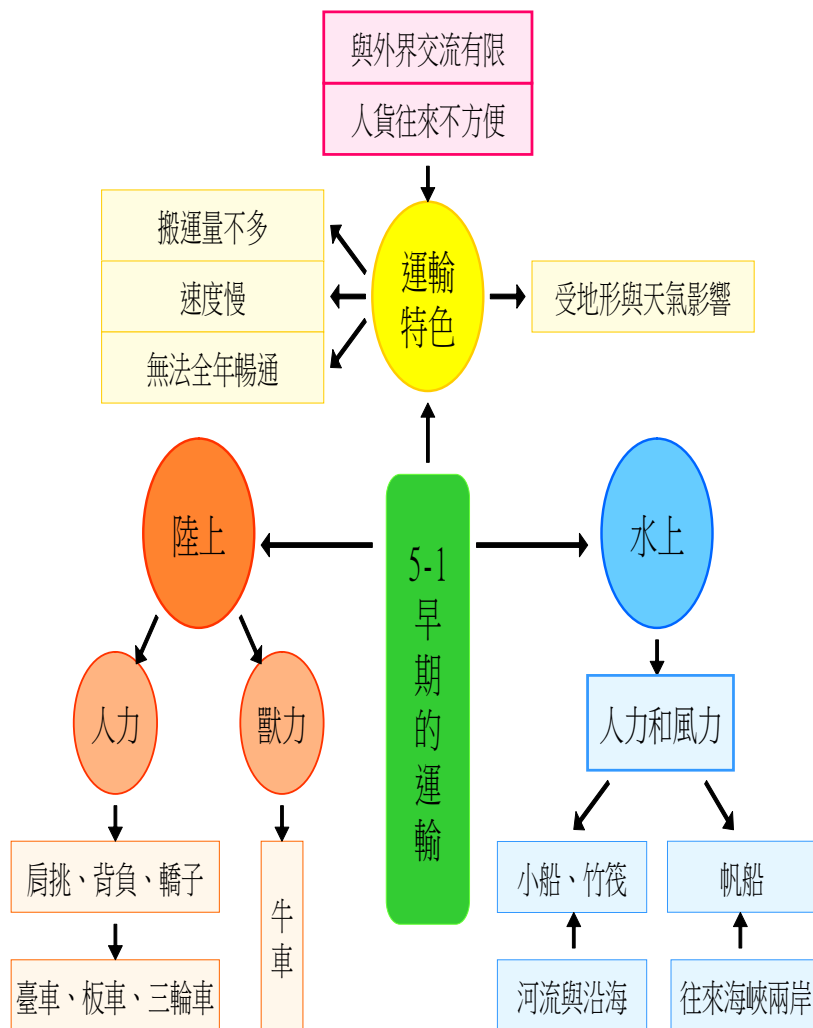 與外界交流有限
人貨往來不方便
搬運量不多
速度慢
無法全年暢通
運輸
特色
受地形與天氣影響
陸上
5-1
早
期
的
運
輸
水上
人力
獸力
人力和風力
肩挑、背負、轎子
牛
車
小船、竹筏
帆船
臺車、板車、三輪車
河流與沿海
往來海峽兩岸